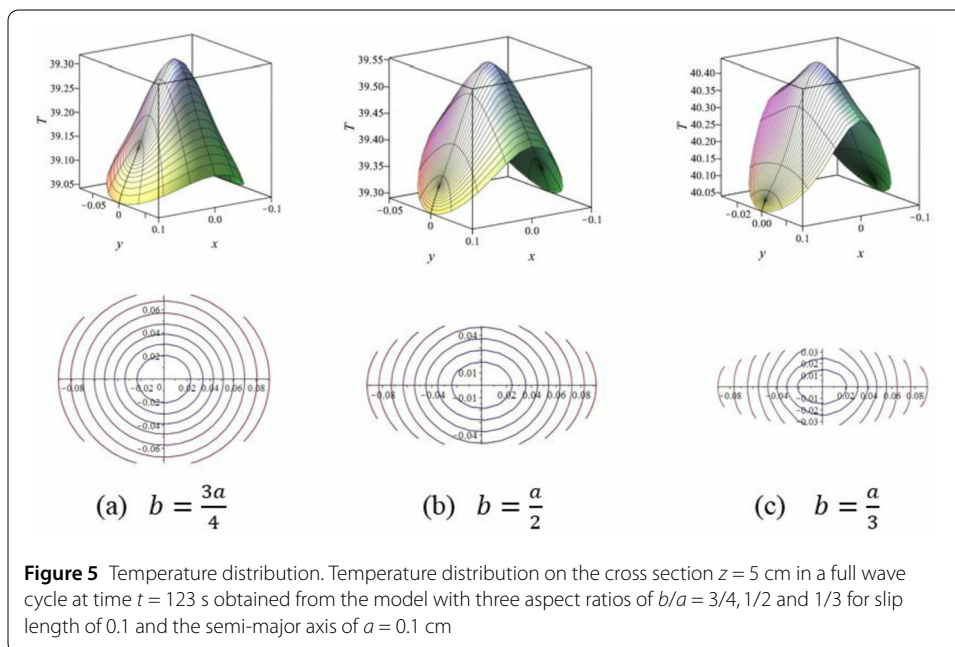 39.30
39.25
39.20
T
39.15
39.10
39.05
−0.05
0
0.1
y
0.0
x
−0.1
39.55
39.50
39.45
T
39.40
39.35
39.30
−0.05
0
0.1
y
0.0
x
−0.1
40.40
40.35
40.30
T
40.25
40.20
40.15
40.10
40.05
−0.02
0.00
0.1
y
0
x
−0.1
0.06
0.04
0.02
−0.08 −0.02 0. 0.02 0.04 0.06
−0.02
−0.04
−0.06
0.04
0.01
−0.04 0.02 0.04 0.06 0.08
−0.01
−0.04
0.03
0.02
0.01
−0.08 −0.04 0.02 0.04 0.06 0.08
−0.01
−0.02
−0.03
(a) b = 3a/4
(b) b = a/2
(c) b = a/3
Figure 5 Temperature distribution. Temperature distribution on the cross section z = 5 cm in a full wave
cycle at time t = 123 s obtained from the model with three aspect ratios of b/a = 3/4, 1/2 and 1/3 for slip
length of 0.1 and the semi-major axis of a = 0.1 cm